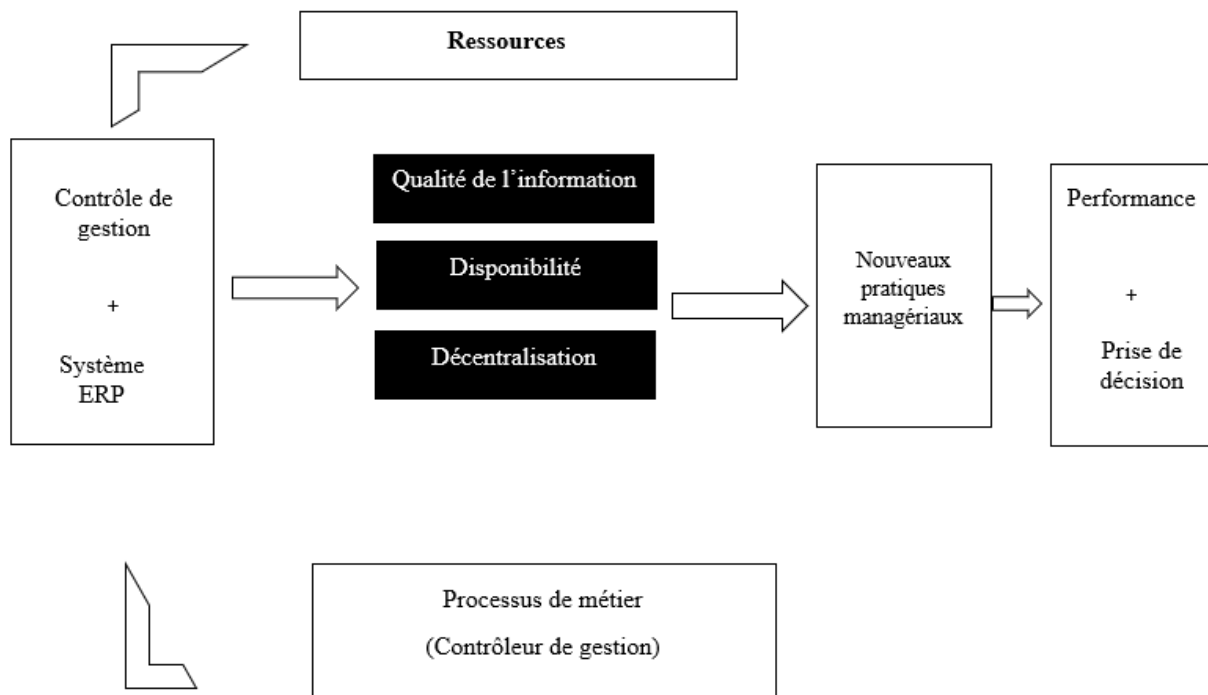 Ressources
Contrôle de
gestion
+
Système
ERP
Qualité de l’information
Disponibilité
Décentralisation
Nouveaux
pratiques
managériaux
Performance
+
Prise de
décision
Processus de métier
(Contrôleur de gestion)